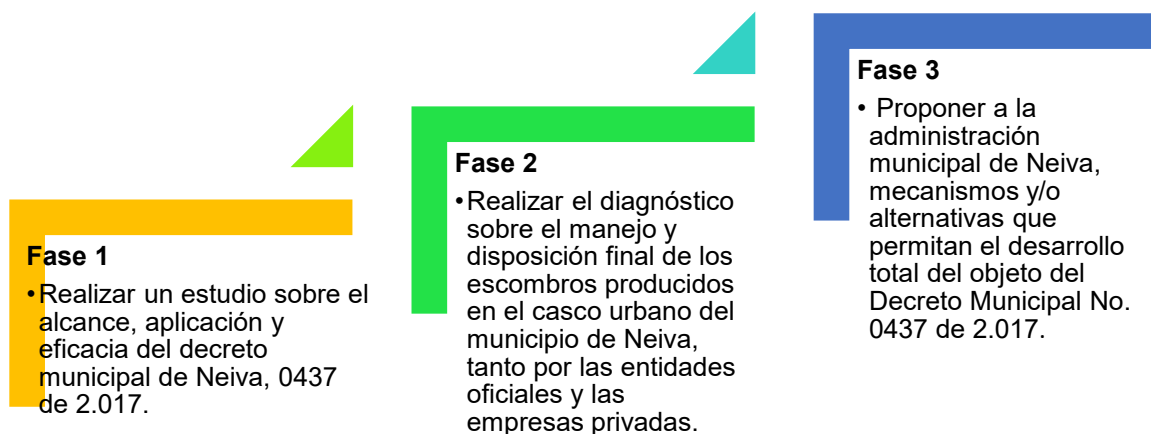 Fase 1
•Realizar un estudio sobre el
alcance, aplicación y
eficacia del decreto
municipal de Neiva, 0437
de 2.017.
Fase 2
•Realizar el diagnóstico
sobre el manejo y
disposición final de los
escombros producidos
en el casco urbano del
municipio de Neiva,
tanto por las entidades
oficiales y las
empresas privadas.
Fase 3
• Proponer a la
administración
municipal de Neiva,
mecanismos y/o
alternativas que
permitan el desarrollo
total del objeto del
Decreto Municipal No.
0437 de 2.017.